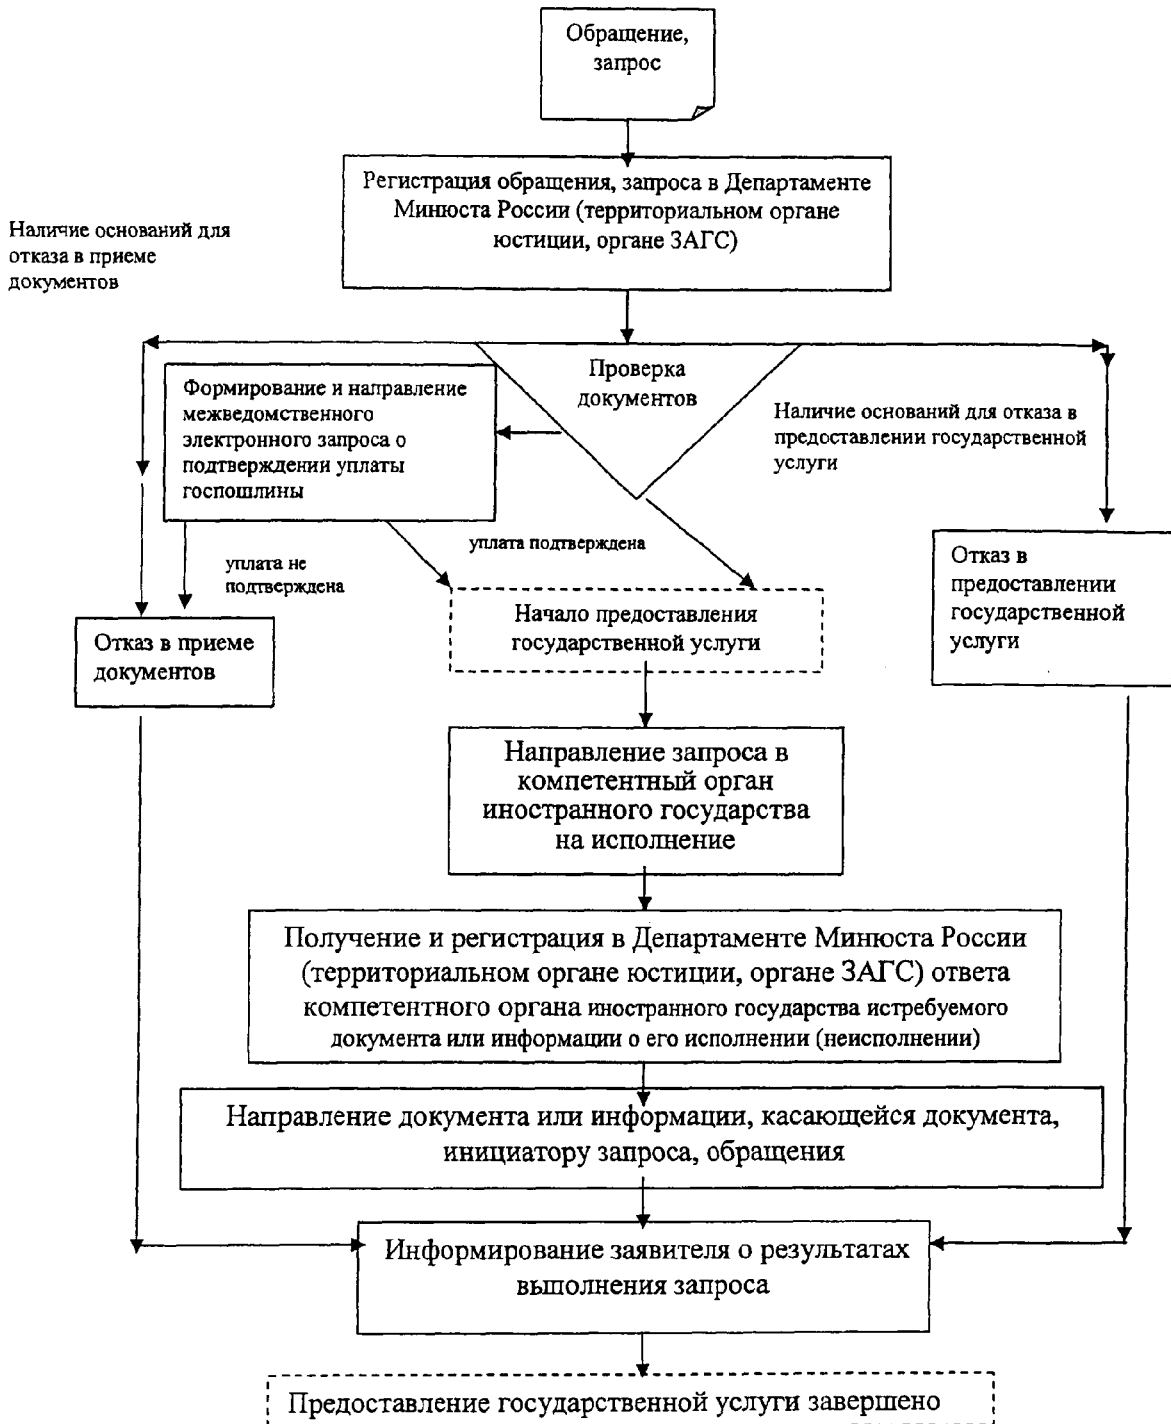 Обращение,
запрос
Регистрация обращения, запроса в Департаменте
Минюста России (территориальном органе
юстиции, органе ЗАГС)
Наличие оснований для
отказа в приеме
документов
Проверка
документов
Формирование и направление
межведомственного
электронного запроса о
подтверждении уплаты
госпошлины
Наличие оснований для отказа в
предоставлении государственной
услуги
уплата не
подтверждена
уплата подтверждена
Отказ в
предоставлении
государственной
услуги
Начало предоставления
государственной услуги
Отказ в приеме
документов
Направление запроса в
компетентный орган
иностранного государства
на исполнение
Получение и регистрация в Департаменте Минюста России
(территориальном органе юстиции, органе ЗАГС) ответа
компетентного органа иностранного государства истребуемого
документа или информации о его исполнении (неисполнении)
Направление документа или информации, касающейся документа,
инициатору запроса, обращения
Информирование заявителя о результатах
выполнения запроса
Предоставление государственной услуги завершено